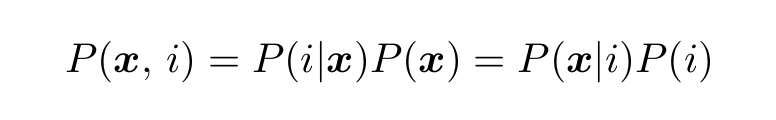 P(x, i) = P(i|x)P(x) = P(x|i)P(i)